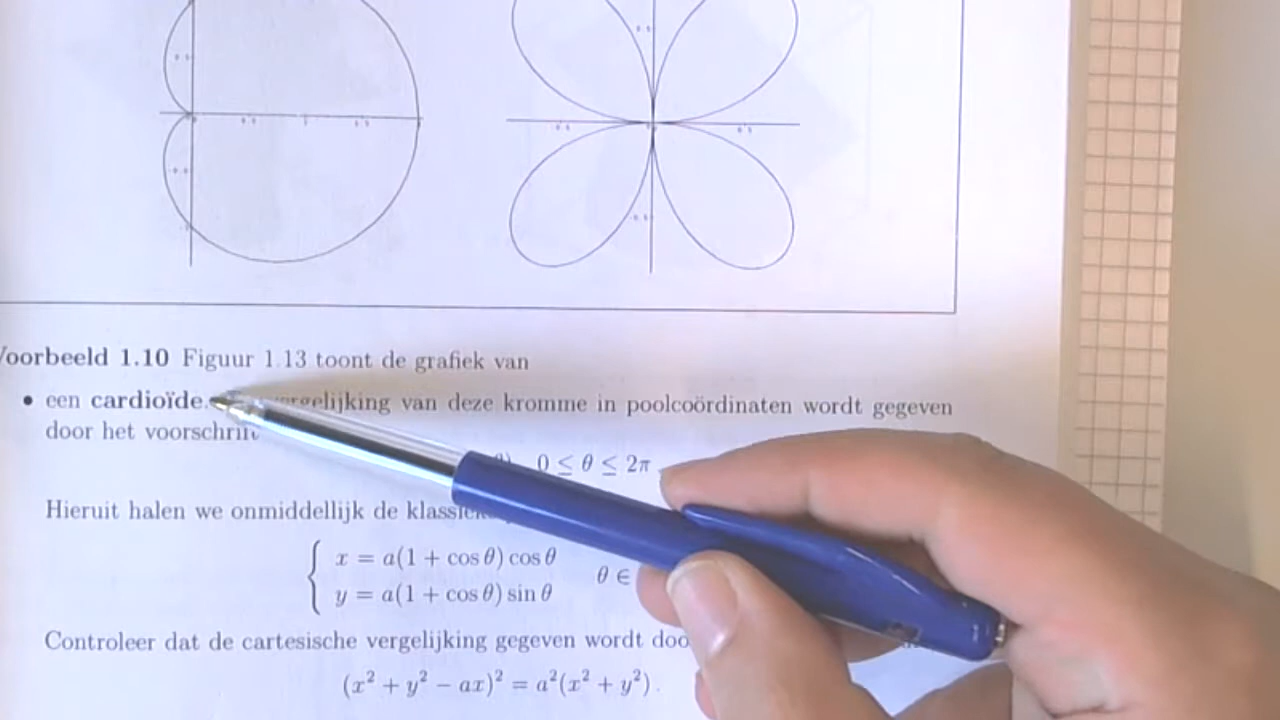 Voorbeeld 1.10 Figuur 1.13 toont de grafiek van
• een cardioïde. vergelijking van deze kromme in poolcoördinaten wordt gegeven
door het voorschrift
0 ≤ θ ≤ 2π
Hieruit halen we onmiddellijk de
x = a(1 + cos θ) cos θ
θ ∈
y = a(1 + cos θ) sin θ
Controleer dat de cartesische vergelijking gegeven wordt
(x² + y² − ax)² = a²(x² + y²).